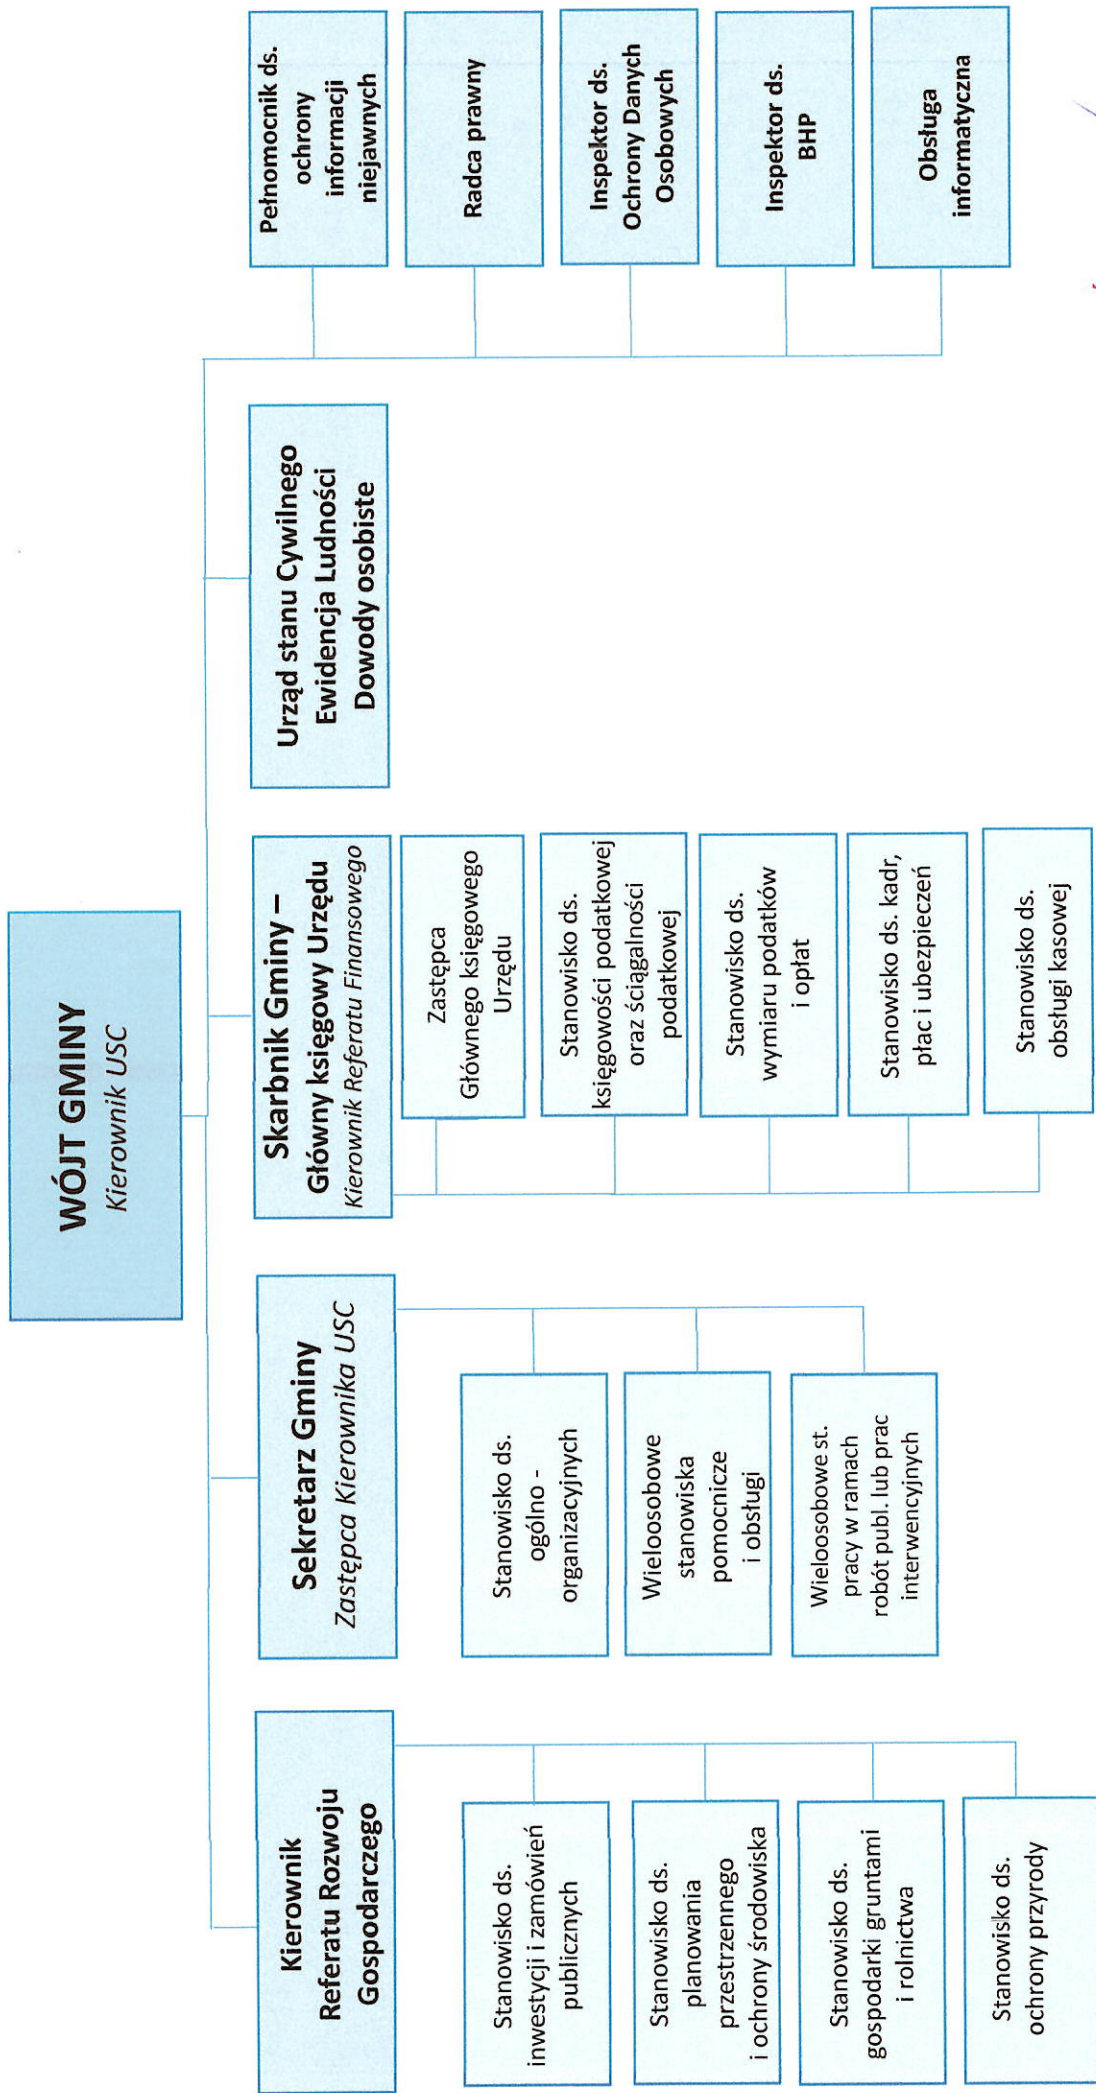 WÓJT GMINY
Kierownik USC
Kierownik
Referatu Rozwoju
Gospodarczego
Stanowisko ds.
inwestycji i zamówień
publicznych
Stanowisko ds.
planowania
przestrzennego
i ochrony środowiska
Stanowisko ds.
gospodarki gruntami
i rolnictwa
Stanowisko ds.
ochrony przyrody
Sekretarz Gminy
Zastępca Kierownika USC
Stanowisko ds.
ogólno -
organizacyjnych
Wieloosobowe
stanowiska
pomocnicze
i obsługi
Wieloosobowe st.
pracy w ramach
robót publ. lub prac
interwencyjnych
Skarbnik Gminy –
Główny księgowy Urzędu
Kierownik Referatu Finansowego
Zastępca
Głównego księgowego
Urzędu
Stanowisko ds.
księgowości podatkowej
oraz ściągalności
podatkowej
Stanowisko ds.
wymiaru podatków
i opłat
Stanowisko ds. kadr,
płac i ubezpieczeń
Stanowisko ds.
obsługi kasowej
Urząd stanu Cywilnego
Ewidencja Ludności
Dowody osobiste
Pełnomocnik ds.
ochrony
informacji
niejawnych
Radca prawny
Inspektor ds.
Ochrony Danych
Osobowych
Inspektor ds.
BHP
Obsługa
informatyczna